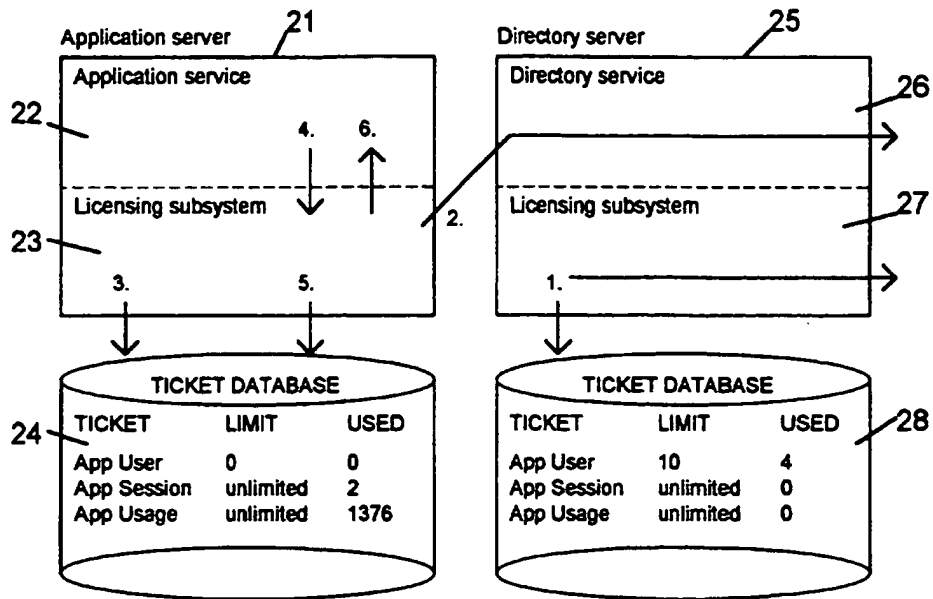 21
Application server
Application service
22
4. 6.
Licensing subsystem
2.
23
3. 5.
TICKET DATABASE
24
TICKET LIMIT USED
App User 0 0
App Session unlimited 2
App Usage unlimited 1376
25
Directory server
Directory service
26
Licensing subsystem
27
1.
TICKET DATABASE
28
TICKET LIMIT USED
App User 10 4
App Session unlimited 0
App Usage unlimited 0